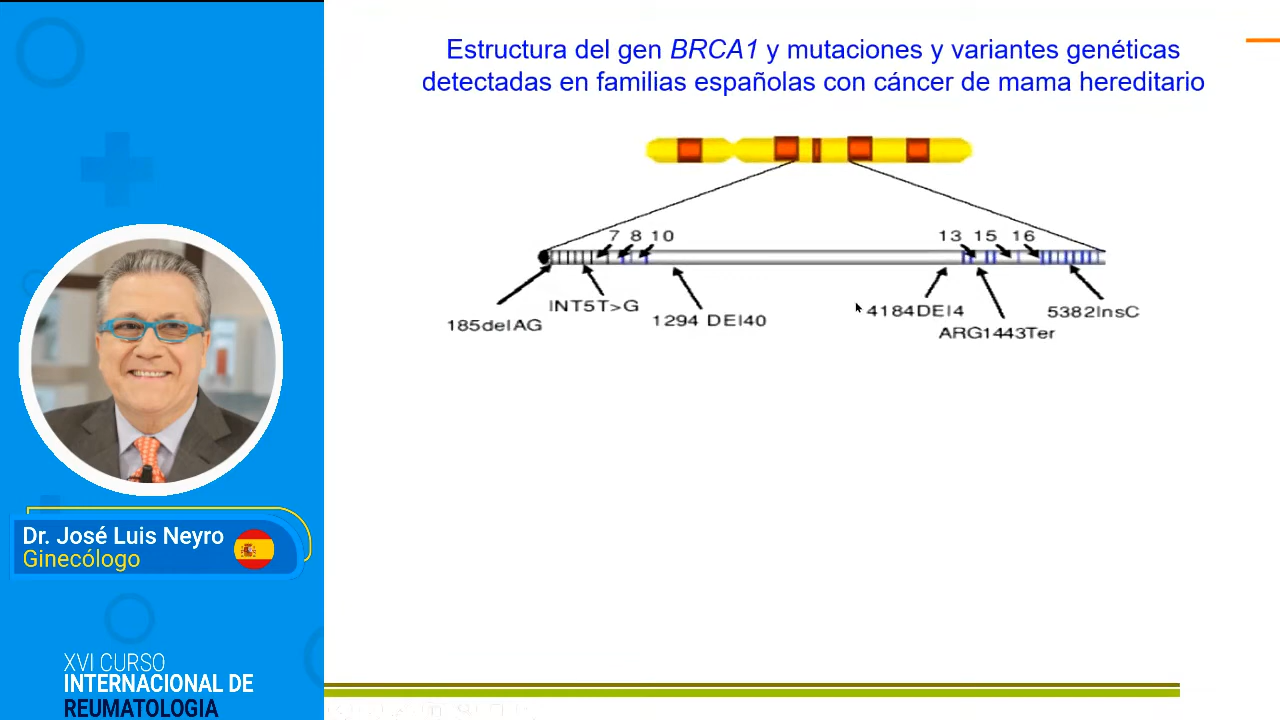 Estructura del gen BRCA1 y mutaciones y variantes genéticas
detectadas en familias españolas con cáncer de mama hereditario
7 8 10 13 15 16
185delAG
INT5T>G
1294 DEl40
4184DEl4
ARG1443Ter
5382InsC
Dr. José Luis Neyro
Ginecólogo
XVI CURSO
INTERNACIONAL DE
REUMATOLOGIA